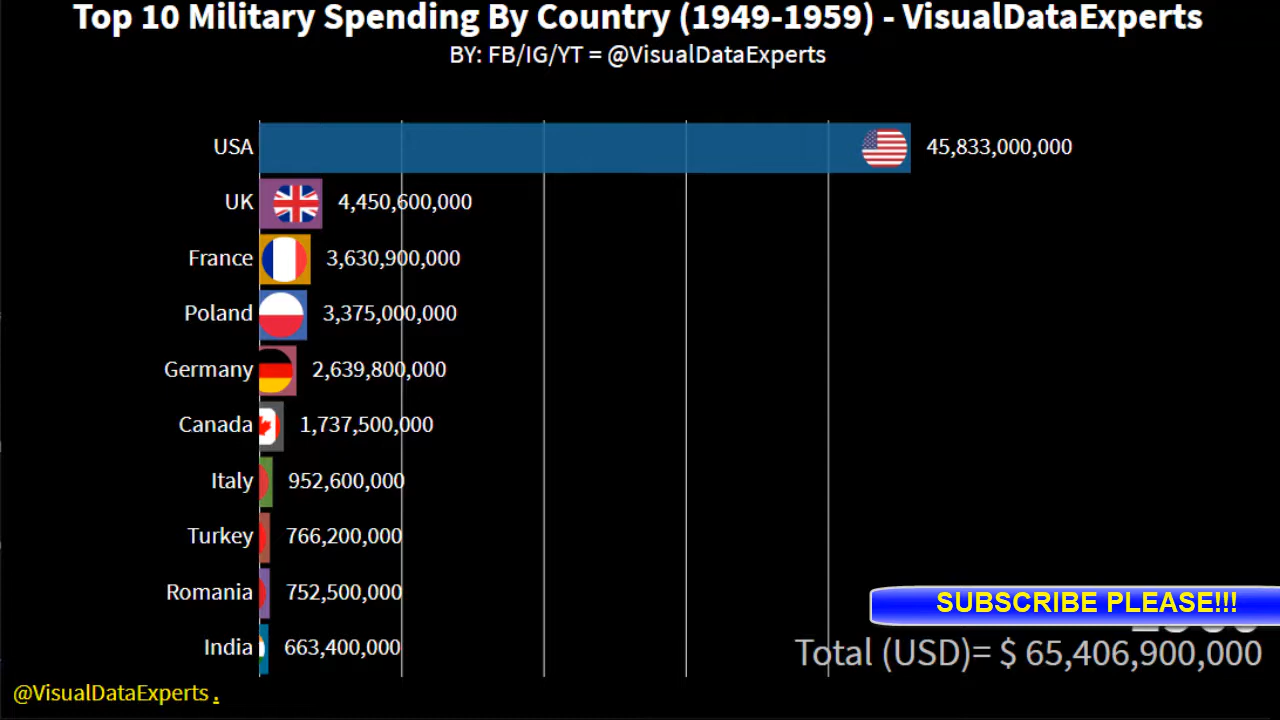 Top 10 Military Spending By Country (1949-1959) - VisualDataExperts
BY: FB/IG/YT = @VisualDataExperts
USA 45,833,000,000
UK 4,450,600,000
France 3,630,900,000
Poland 3,375,000,000
Germany 2,639,800,000
Canada 1,737,500,000
Italy 952,600,000
Turkey 766,200,000
Romania 752,500,000
SUBSCRIBE PLEASE!!!
India 663,400,000
Total (USD)= $ 65,406,900,000
@VisualDataExperts .